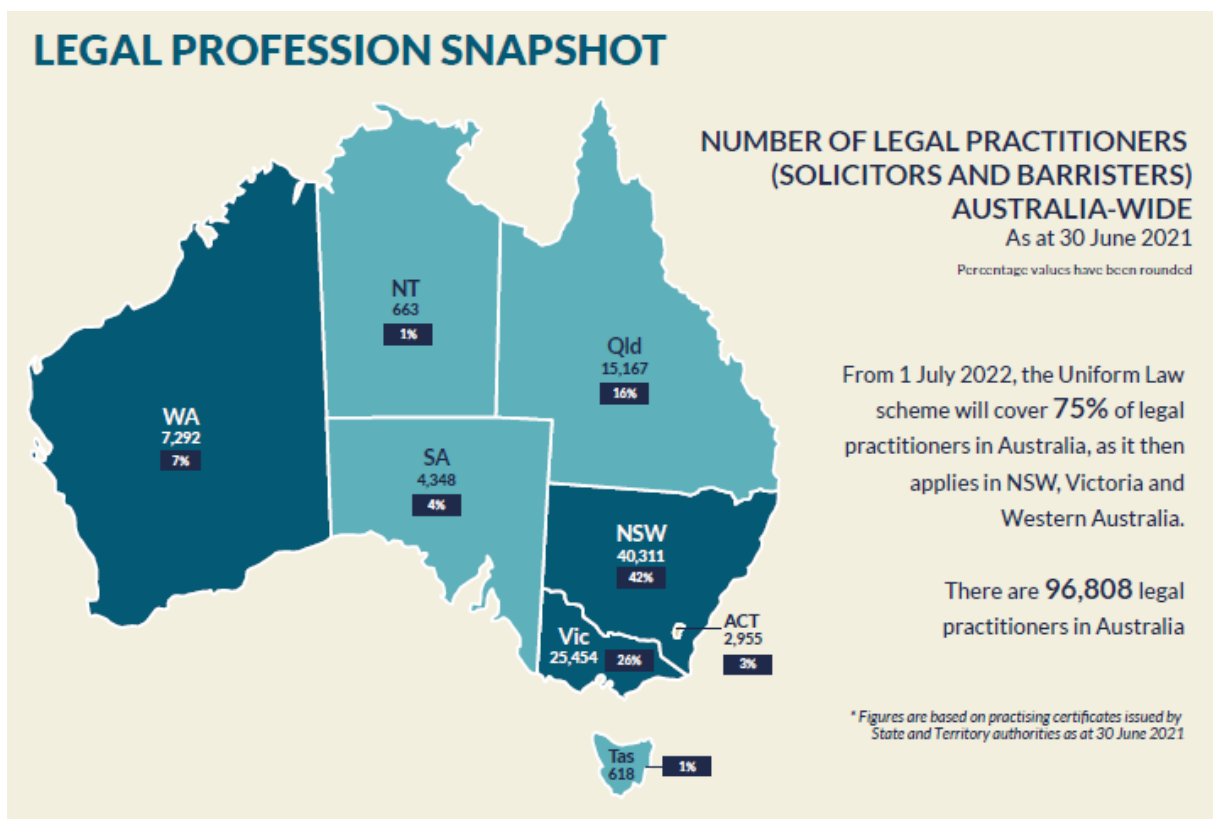 LEGAL PROFESSION SNAPSHOT
NUMBER OF LEGAL PRACTITIONERS
(SOLICITORS AND BARRISTERS)
AUSTRALIA-WIDE
As at 30 June 2021
Percentage values have been rounded
NT
663
1%
Qld
15,167
16%
WA
7,292
7%
SA
4,348
4%
NSW
40,311
42%
ACT
2,955
3%
Vic
25,454 26%
Tas
618
1%
From 1 July 2022, the Uniform Law
scheme will cover 75% of legal
practitioners in Australia, as it then
applies in NSW, Victoria and
Western Australia.
There are 96,808 legal
practitioners in Australia
* Figures are based on practising certificates issued by
State and Territory authorities as at 30 June 2021